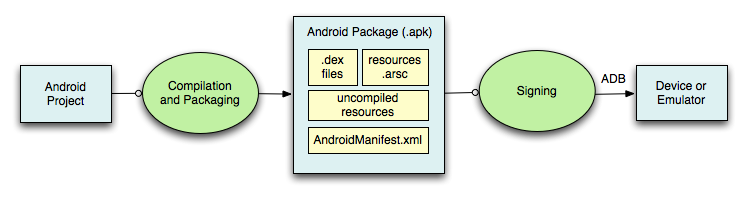 Android
Project
Compilation
and Packaging
Android Package (.apk)
.dex
files
resources
.arsc
uncompiled
resources
AndroidManifest.xml
Signing
ADB
Device or
Emulator